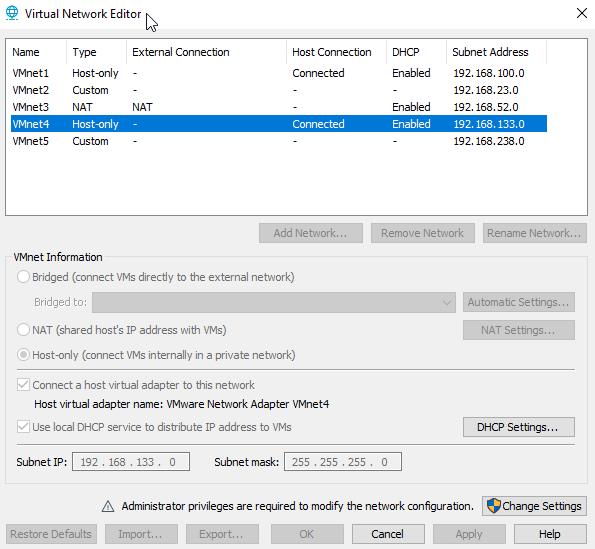 Virtual Network Editor
Name Type External Connection Host Connection DHCP Subnet Address
VMnet1 Host-only - Connected Enabled 192.168.100.0
VMnet2 Custom - - - 192.168.23.0
VMnet3 NAT NAT - Enabled 192.168.52.0
VMnet4 Host-only - Connected Enabled 192.168.133.0
VMnet5 Custom - - - 192.168.238.0
Add Network... Remove Network Rename Network...
VMnet Information
Bridged (connect VMs directly to the external network)
Bridged to: Automatic Settings...
NAT (shared host's IP address with VMs) NAT Settings...
Host-only (connect VMs internally in a private network)
Connect a host virtual adapter to this network
Host virtual adapter name: VMware Network Adapter VMnet4
Use local DHCP service to distribute IP address to VMs DHCP Settings...
Subnet IP: 192 . 168 . 133 . 0 Subnet mask: 255 . 255 . 255 . 0
Administrator privileges are required to modify the network configuration. Change Settings
Restore Defaults Import... Export... OK Cancel Apply Help